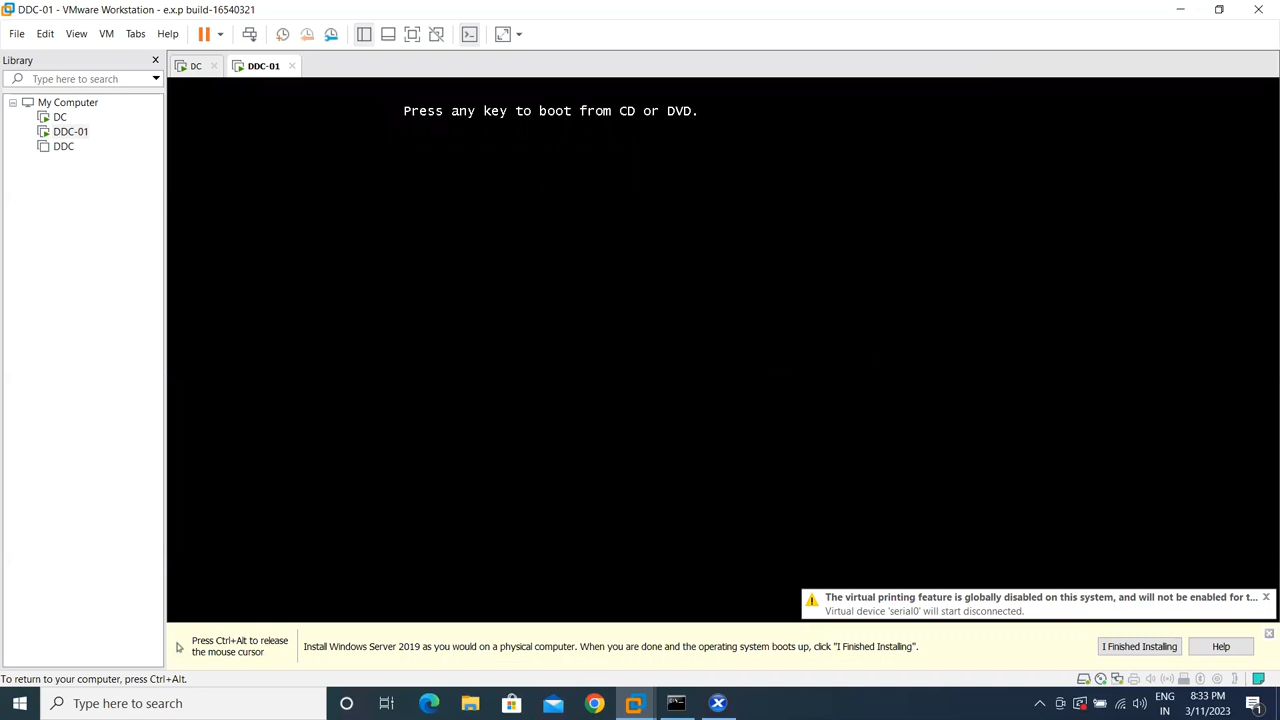 DDC-01 - VMware Workstation - e.x.p build-16540321
File Edit View VM Tabs Help
Library
Type here to search
My Computer
DC
DDC-01
DDC
DC
DDC-01
Press any key to boot from CD or DVD.
The virtual printing feature is globally disabled on this system, and will not be enabled for t...
Virtual device 'serial0' will start disconnected.
Press Ctrl+Alt to release
the mouse cursor
Install Windows Server 2019 as you would on a physical computer. When you are done and the operating system boots up, click "I Finished Installing".
I Finished Installing
Help
To return to your computer, press Ctrl+Alt.
Type here to search
ENG
IN
8:33 PM
3/11/2023
1